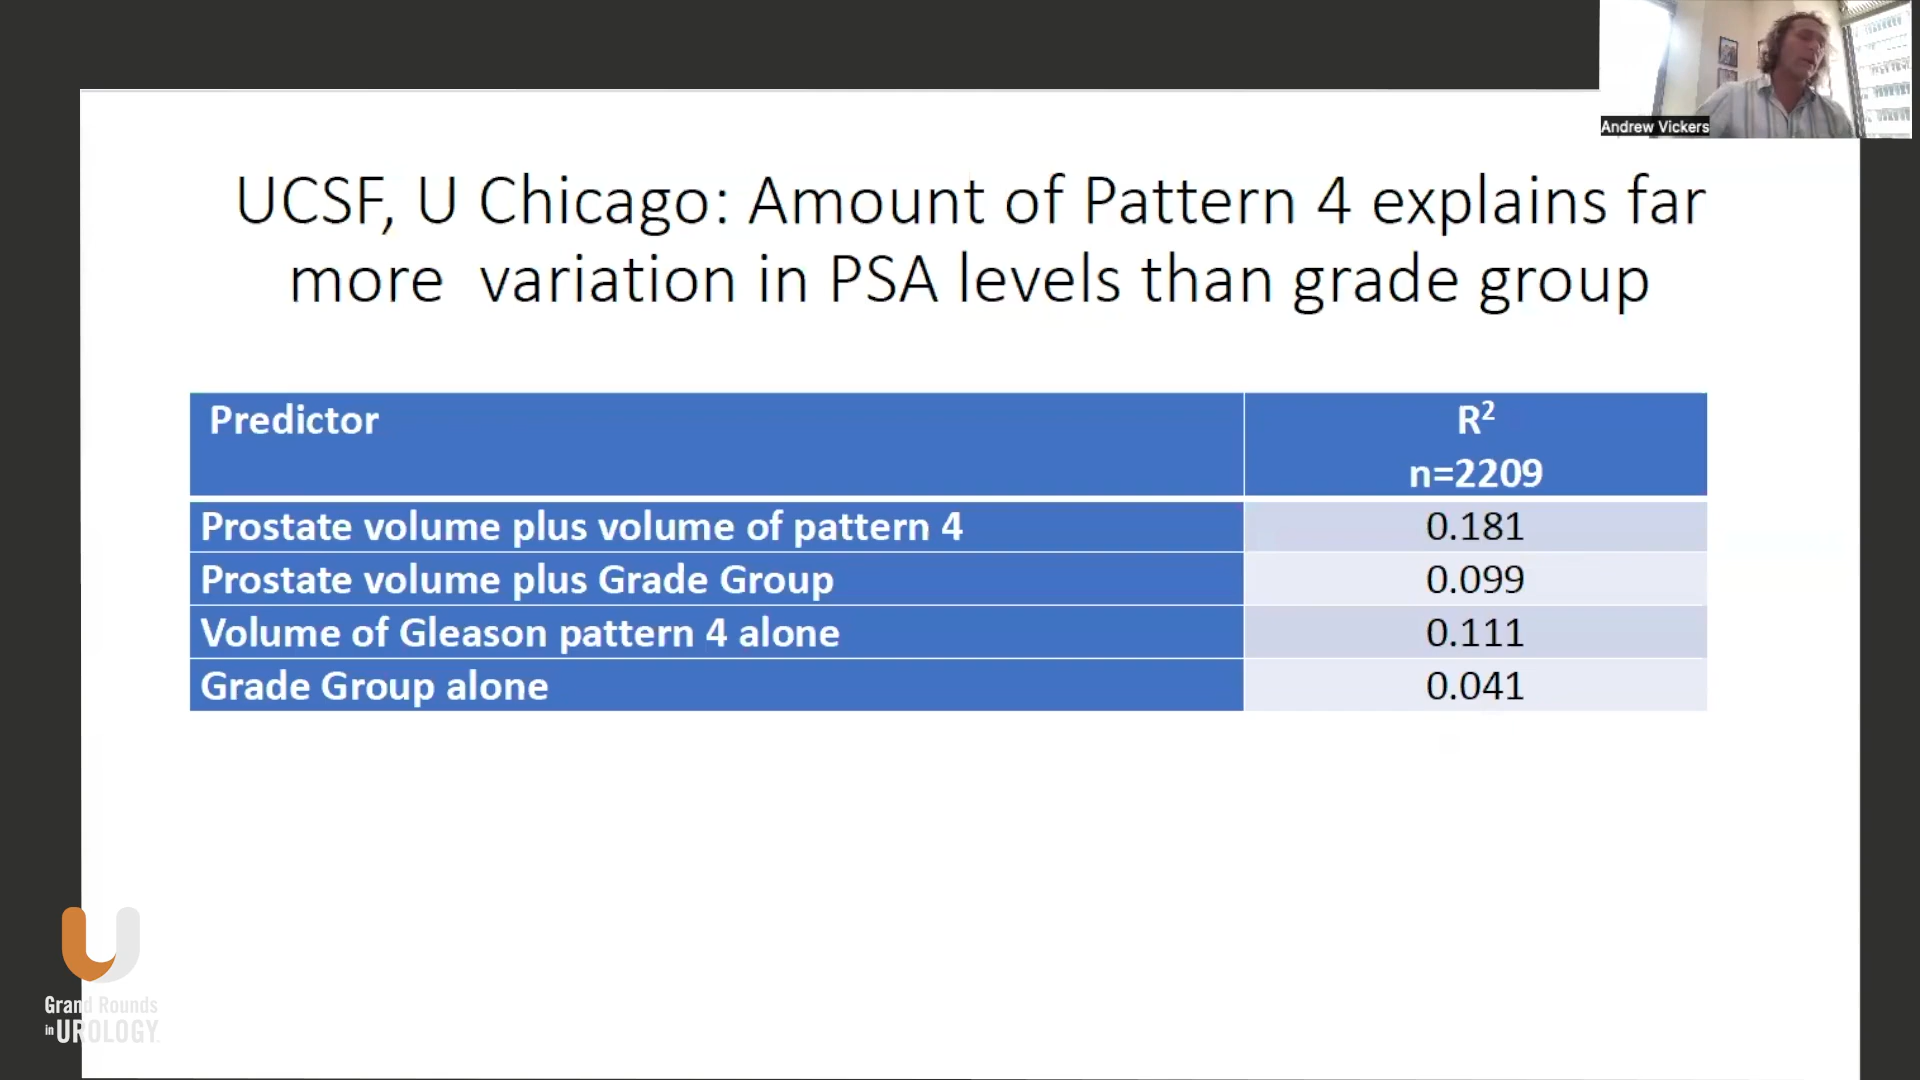 Andrew Vickers
UCSF, U Chicago: Amount of Pattern 4 explains far
more variation in PSA levels than grade group
Predictor
R²
n=2209
Prostate volume plus volume of pattern 4
0.181
Prostate volume plus Grade Group
0.099
Volume of Gleason pattern 4 alone
0.111
Grade Group alone
0.041
Grand Rounds
in UROLOGY